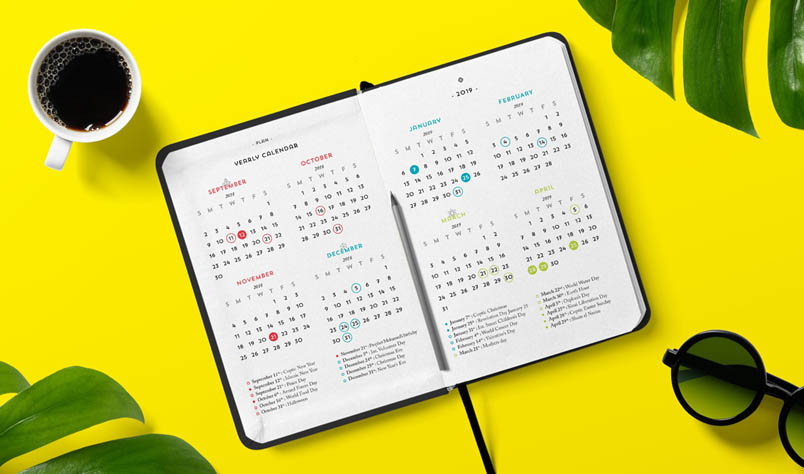 - PLAN -
YEARLY CALENDAR
SEPTEMBER
2018
S M T W T F S
1
2 3 4 5 6 7 8
9 10 11 12 13 14 15
16 17 18 19 20 21 22
23 24 25 26 27 28 29
30
OCTOBER
2018
S M T W T F S
1 2 3 4 5 6
7 8 9 10 11 12 13
14 15 16 17 18 19 20
21 22 23 24 25 26 27
28 29 30 31
NOVEMBER
2018
S M T W T F S
1 2 3
4 5 6 7 8 9 10
11 12 13 14 15 16 17
18 19 20 21 22 23 24
25 26 27 28 29 30
DECEMBER
2018
S M T W T F S
1
2 3 4 5 6 7 8
9 10 11 12 13 14 15
16 17 18 19 20 21 22
23 24 25 26 27 28 29
30 31
September 11th : Coptic New Year
September 12th : Islamic New Year
September 21st : Peace Day
October 6th : Armed Forces Day
October 16th : World Food Day
October 31st : Halloween
November 21st : Prophet Mohamed's Birthday
December 5th : Int. Volunteers Day
December 24th : Christmas Day
December 25th : Christmas Day
December 31st : New Year's Eve
- 2019 -
JANUARY
2019
S M T W T F S
1 2 3 4 5
6 7 8 9 10 11 12
13 14 15 16 17 18 19
20 21 22 23 24 25 26
27 28 29 30 31
FEBRUARY
2019
S M T W T F S
1 2
3 4 5 6 7 8 9
10 11 12 13 14 15 16
17 18 19 20 21 22 23
24 25 26 27 28
MARCH
2019
S M T W T F S
1 2
3 4 5 6 7 8 9
10 11 12 13 14 15 16
17 18 19 20 21 22 23
24 25 26 27 28 29 30
31
APRIL
2019
S M T W T F S
1 2 3 4 5 6
7 8 9 10 11 12 13
14 15 16 17 18 19 20
21 22 23 24 25 26 27
28 29 30
January 7th : Coptic Christmas
January 25th : Revolution Day January 25
January 31st : Int. Street Children's Day
February 4th : World Cancer Day
February 14th : Valentine's Day
March 21st : Mother's day
March 22nd : World Water Day
March 30th : Earth Hour
April 5th : Orphan's Day
April 25th : Sinai Liberation Day
April 28th : Coptic Easter Sunday
April 29th : Sham el Nasim